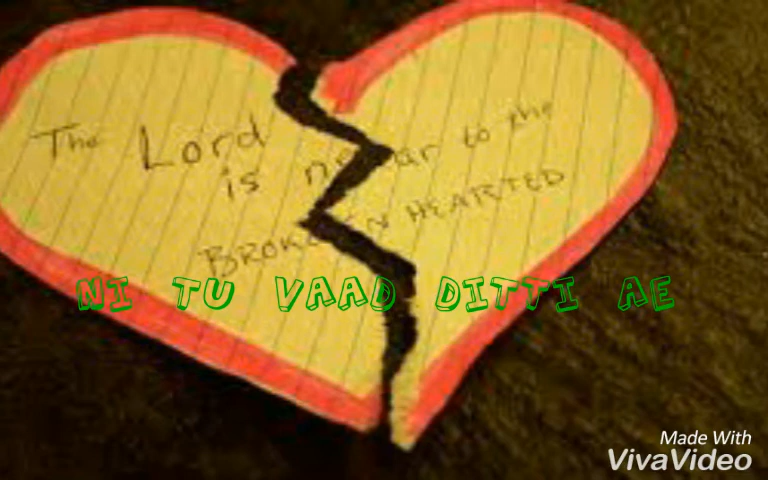 The Lord
is near to the
BROKEN HEARTED
NI TU VAAD DITTI AE
Made With
VivaVideo